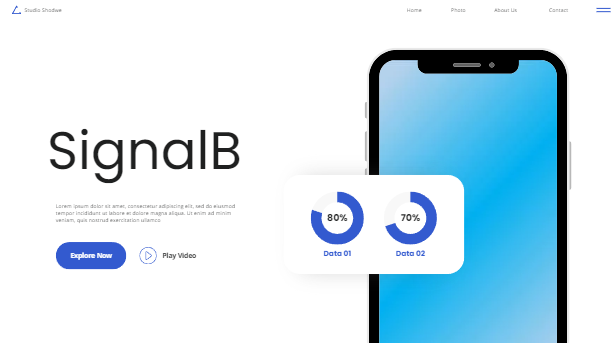 Studio Shodwe
Home Photo About Us Contact
SignalB
Lorem ipsum dolor sit amet, consectetur adipiscing elit, sed do eiusmod
tempor incididunt ut labore et dolore magna aliqua. Ut enim ad minim
veniam, quis nostrud exercitation ullamco
Explore Now
Play Video
80%
70%
Data 01
Data 02